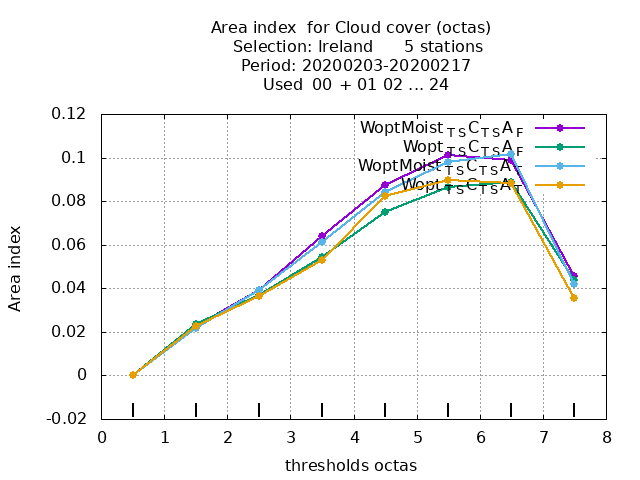 Area index  for Cloud cover (octas)
Selection: Ireland      5 stations
Period: 20200203-20200217
Used  00 + 01 02 ... 24
WoptMoist TS C TS A F
Wopt TS C TS A F
WoptMoist TS C TS A T
Wopt TS C TS A T
0.12
0.1
0.08
0.06
0.04
0.02
0
-0.02
Area index
0 1 2 3 4 5 6 7 8
thresholds octas